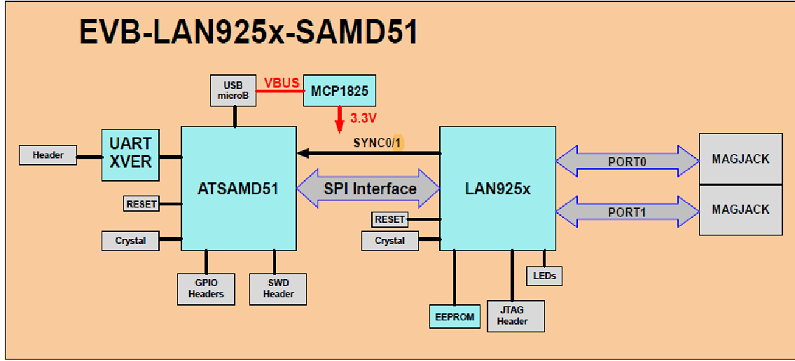 EVB-LAN925x-SAMD51
USB
microB
VBUS
MCP1825
3.3V
Header
UART
XVER
ATSAMD51
SYNC0/1
SPI Interface
LAN925x
PORT0
MAGJACK
PORT1
MAGJACK
RESET
Crystal
RESET
Crystal
GPIO
Headers
SWD
Header
EEPROM
JTAG
Header
LEDs